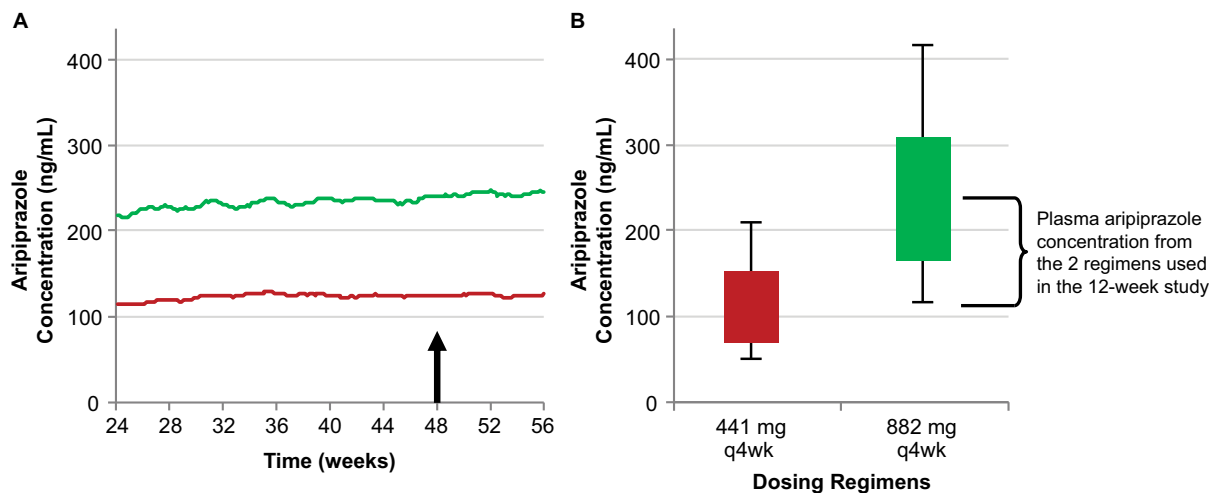 A
Aripiprazole
Concentration (ng/mL)
400
300
200
100
0
24 28 32 36 40 44 48 52 56
Time (weeks)
B
Aripiprazole
Concentration (ng/mL)
400
300
200
100
0
441 mg
q4wk
882 mg
q4wk
Dosing Regimens
Plasma aripiprazole
concentration from
the 2 regimens used
in the 12-week study